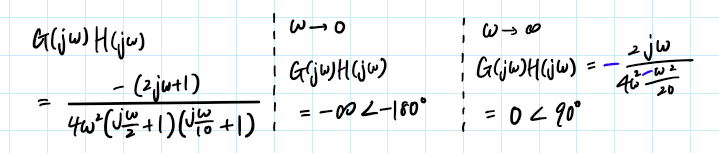 G(jω)H(jω)
= -(2jω+1) / 4ω²(jω/2+1)(jω/10+1)
ω→0
G(jω)H(jω)
= -∞∠-180°
ω→∞
G(jω)H(jω) = - 2jω / 4ω² -ω²/20
= 0∠90°